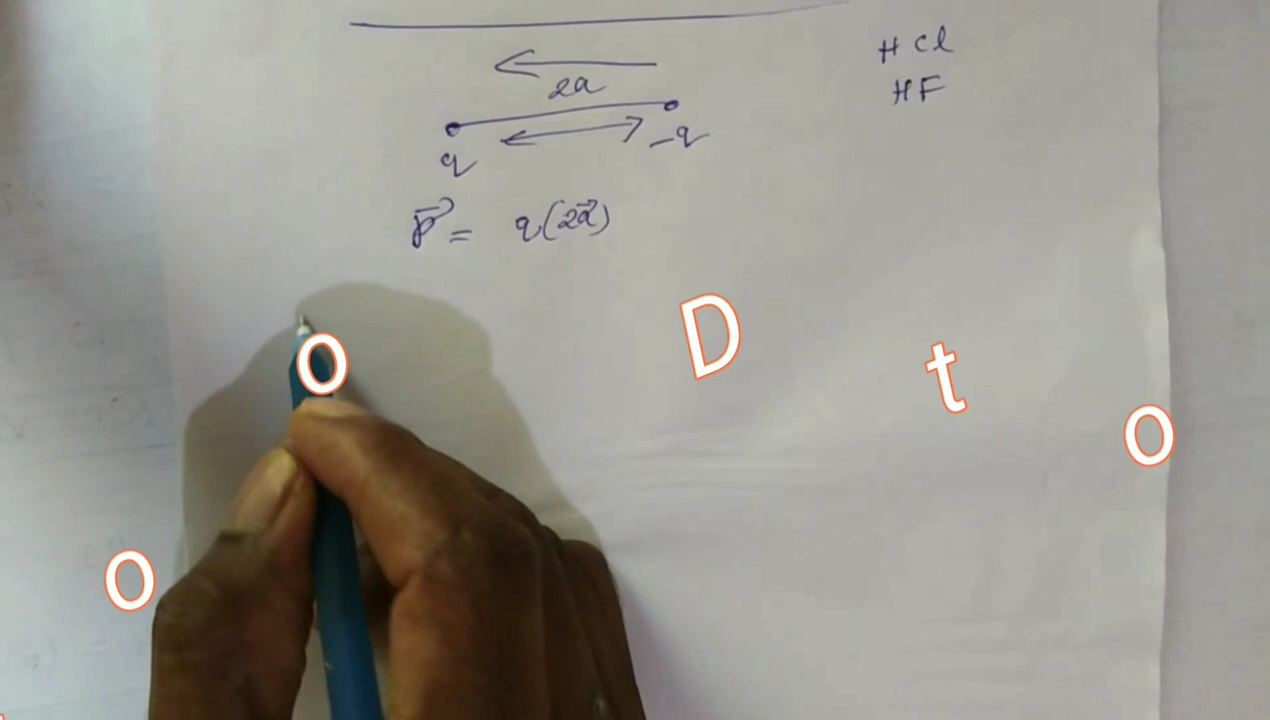 HCl
2a
HF
q
-q
p⃗ = q(2a⃗)
O
D
t
O
O